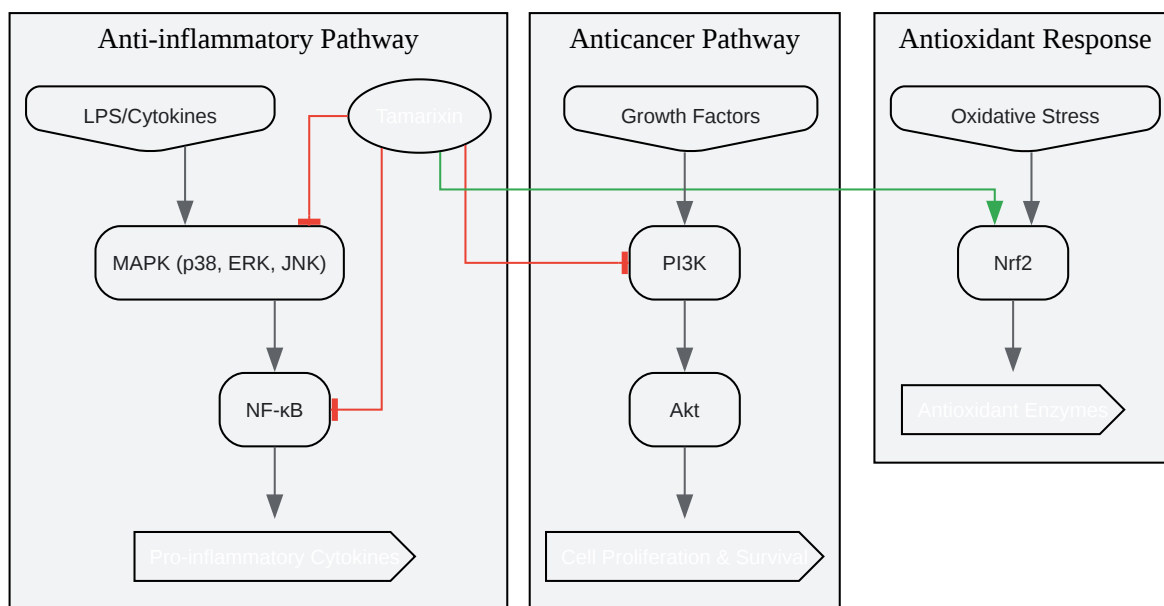 Anti-inflammatory Pathway
Anticancer Pathway
Antioxidant Response
LPS/Cytokines
Tamarixin
Growth Factors
Oxidative Stress
MAPK (p38, ERK, JNK)
PI3K
Nrf2
NF-κB
Akt
Antioxidant Enzymes
Pro-inflammatory Cytokines
Cell Proliferation & Survival